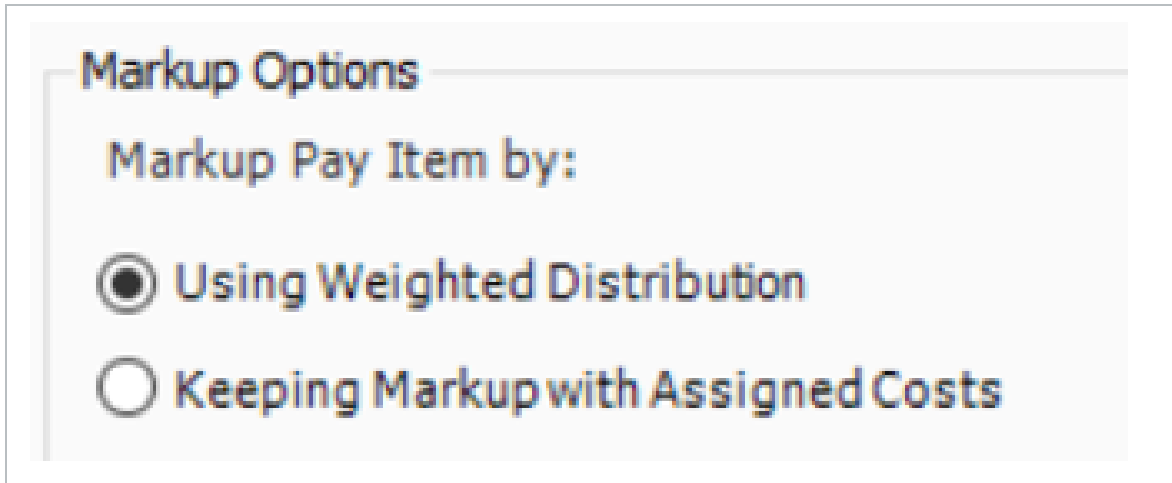 Markup Options
Markup Pay Item by:
Using Weighted Distribution
Keeping Markup with Assigned Costs